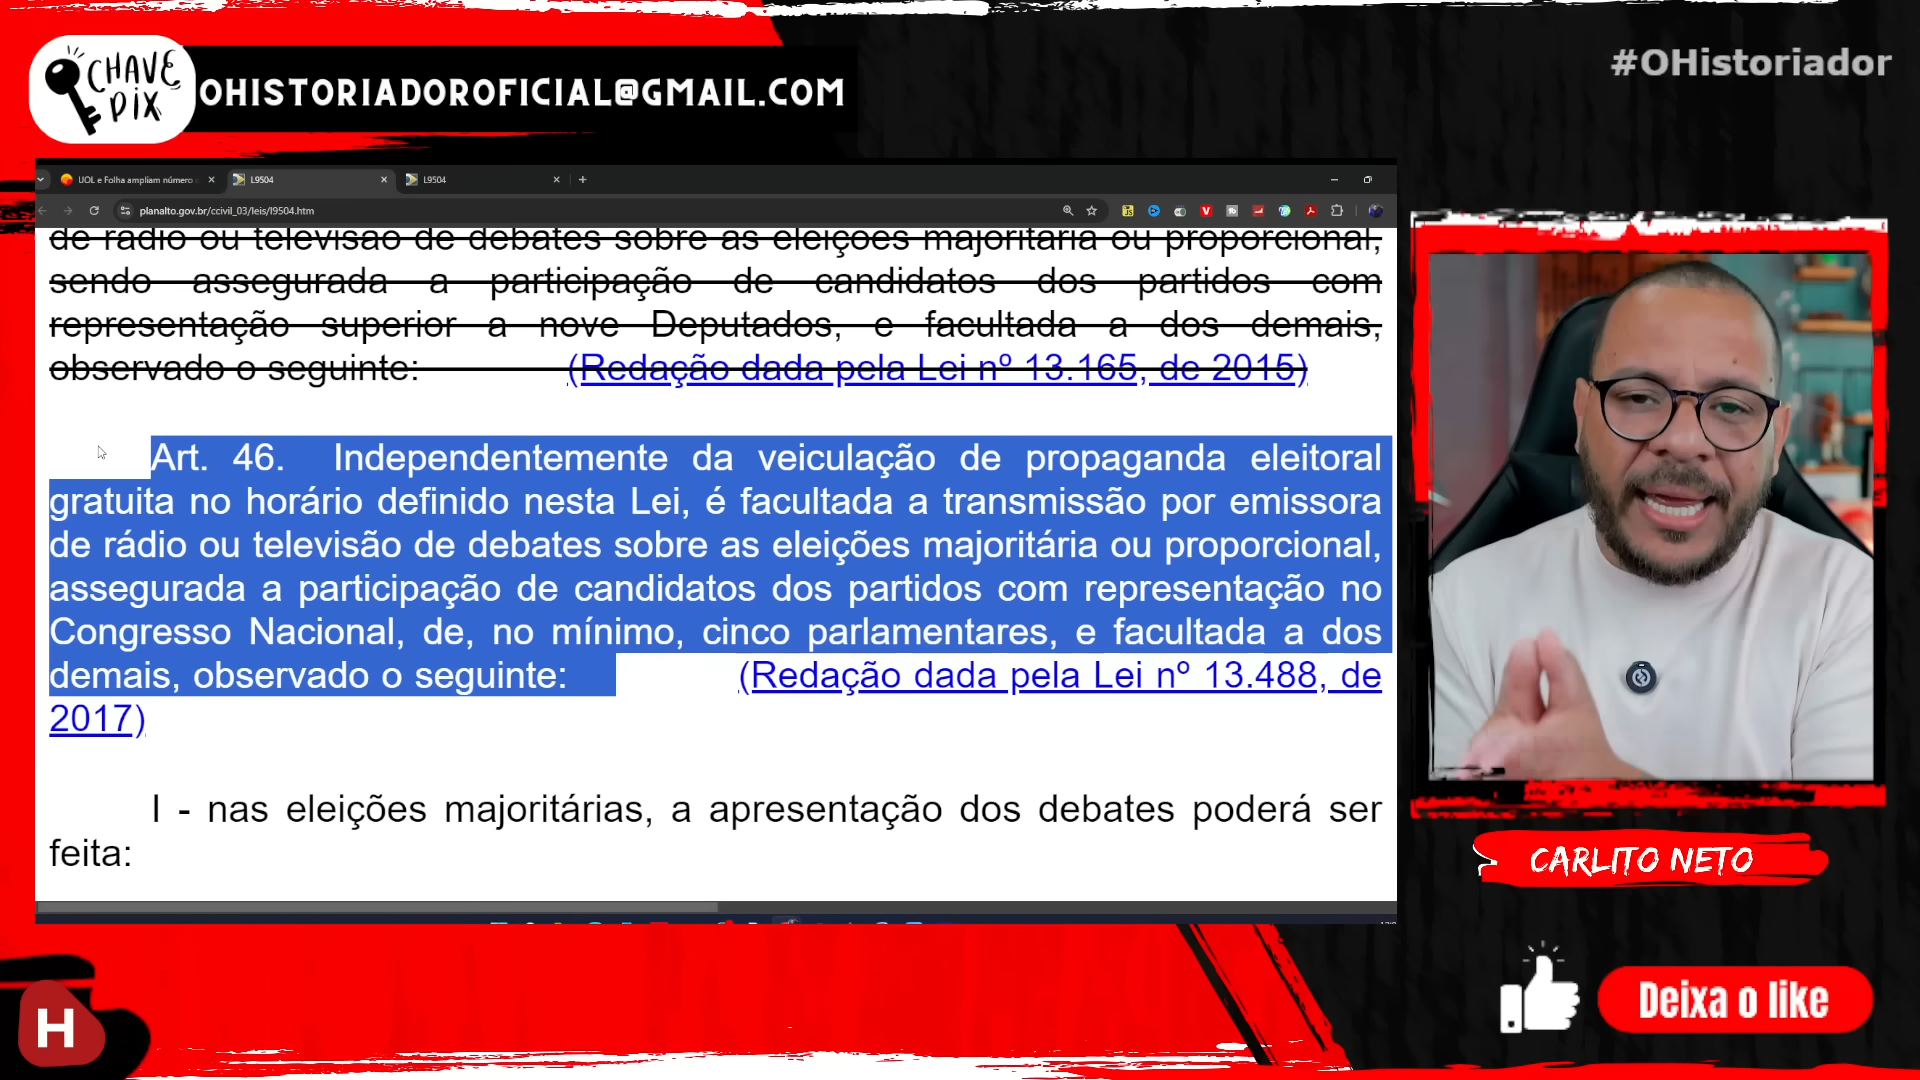 CHAVE
PIX
OHISTORIADOROFICIAL@GMAIL.COM
#OHistoriador
UOL e Folha ampliam número
L9504
L9504
planalto.gov.br/ccivil_03/leis/l9504.htm
de rádio ou televisão de debates sobre as eleições majoritária ou proporcional,
sendo assegurada a participação de candidatos dos partidos com
representação superior a nove Deputados, e facultada a dos demais,
observado o seguinte: (Redação dada pela Lei nº 13.165, de 2015)
Art. 46. Independentemente da veiculação de propaganda eleitoral
gratuita no horário definido nesta Lei, é facultada a transmissão por emissora
de rádio ou televisão de debates sobre as eleições majoritária ou proporcional,
assegurada a participação de candidatos dos partidos com representação no
Congresso Nacional, de, no mínimo, cinco parlamentares, e facultada a dos
demais, observado o seguinte: (Redação dada pela Lei nº 13.488, de
2017)
I - nas eleições majoritárias, a apresentação dos debates poderá ser
feita:
CARLITO NETO
Deixa o like
H